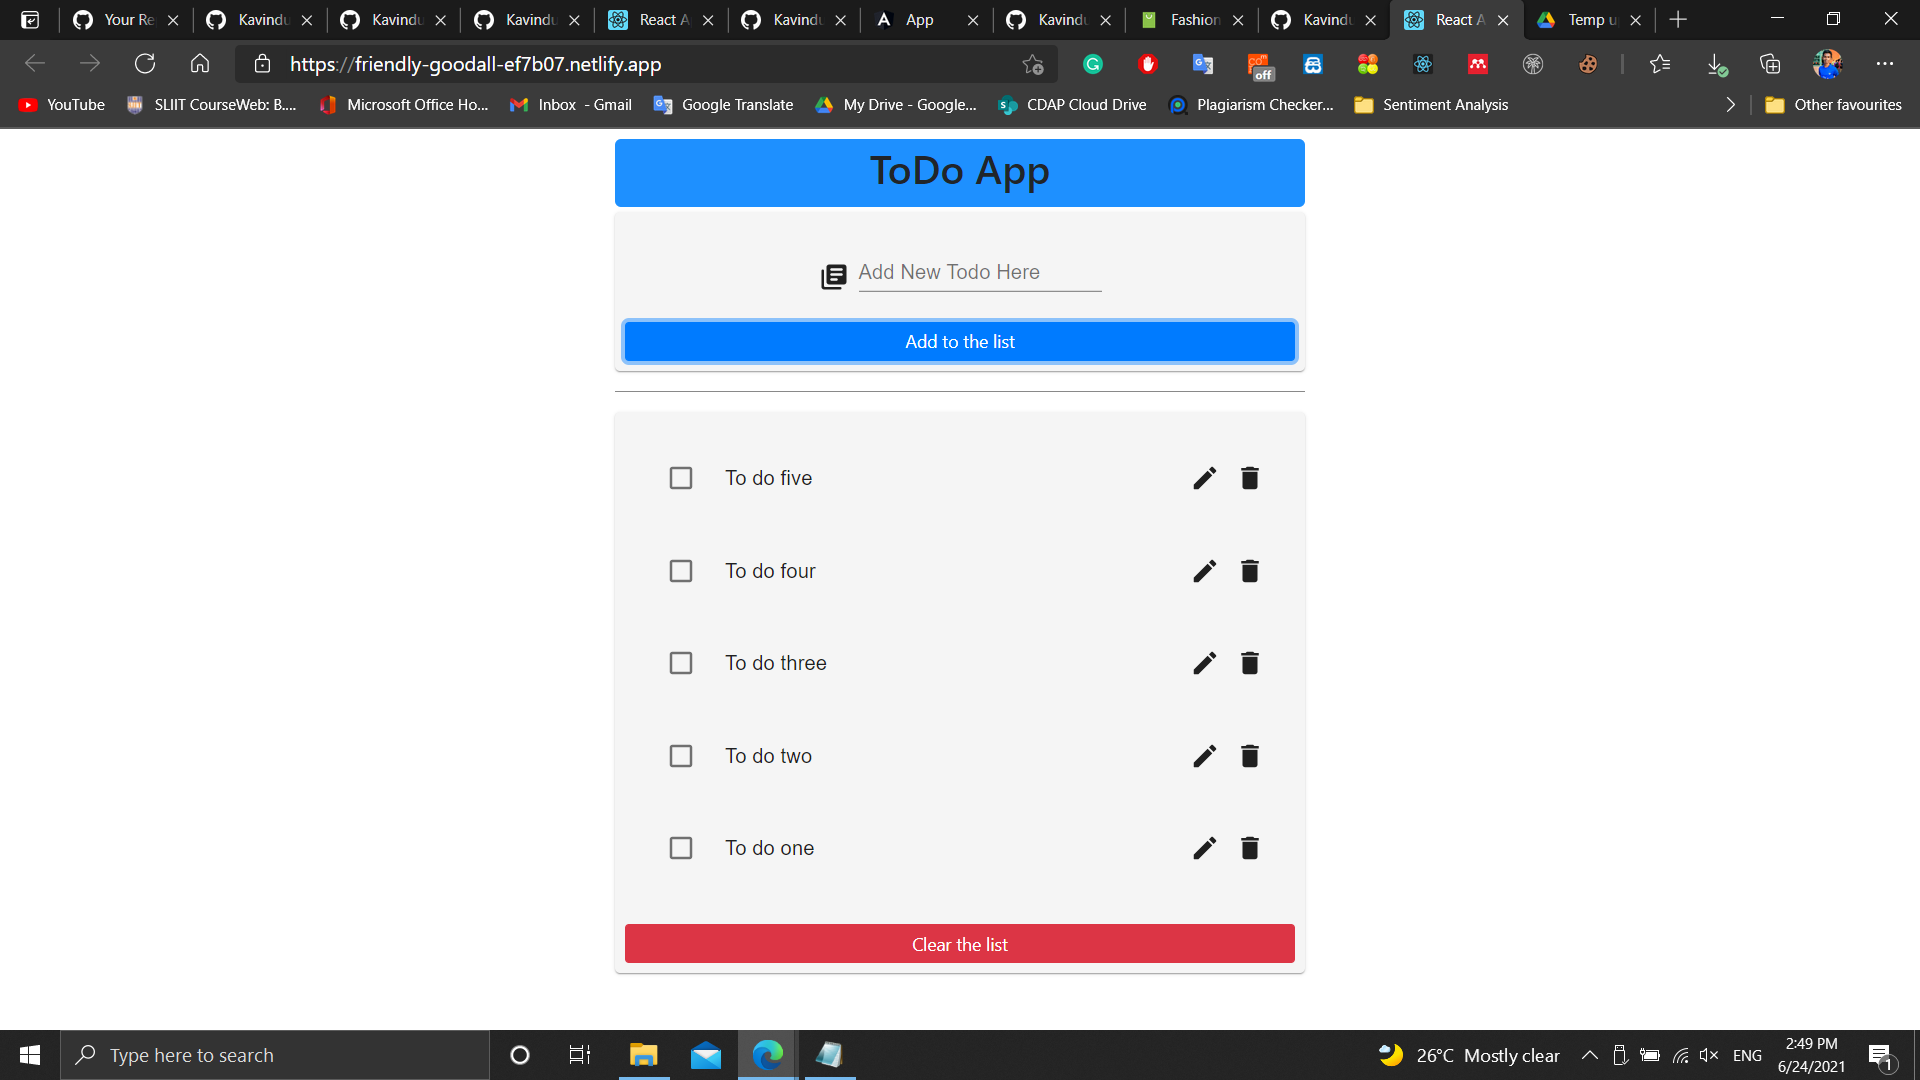 Your Re
Kavindu
Kavindu
Kavindu
React A
Kavindu
App
Kavindu
Fashion
Kavindu
React A
Temp u
https://friendly-goodall-ef7b07.netlify.app
off
YouTube
SLIIT CourseWeb: B....
Microsoft Office Ho...
Inbox - Gmail
Google Translate
My Drive - Google...
CDAP Cloud Drive
Plagiarism Checker...
Sentiment Analysis
Other favourites
ToDo App
Add New Todo Here
Add to the list
To do five
To do four
To do three
To do two
To do one
Clear the list
Type here to search
26°C Mostly clear
ENG
2:49 PM
6/24/2021
1